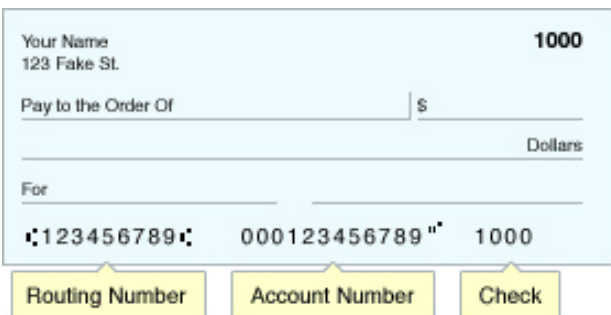 Your Name 1000
123 Fake St.
Pay to the Order Of $
Dollars
For
⑆123456789⑆ 000123456789⑈ 1000
Routing Number Account Number Check